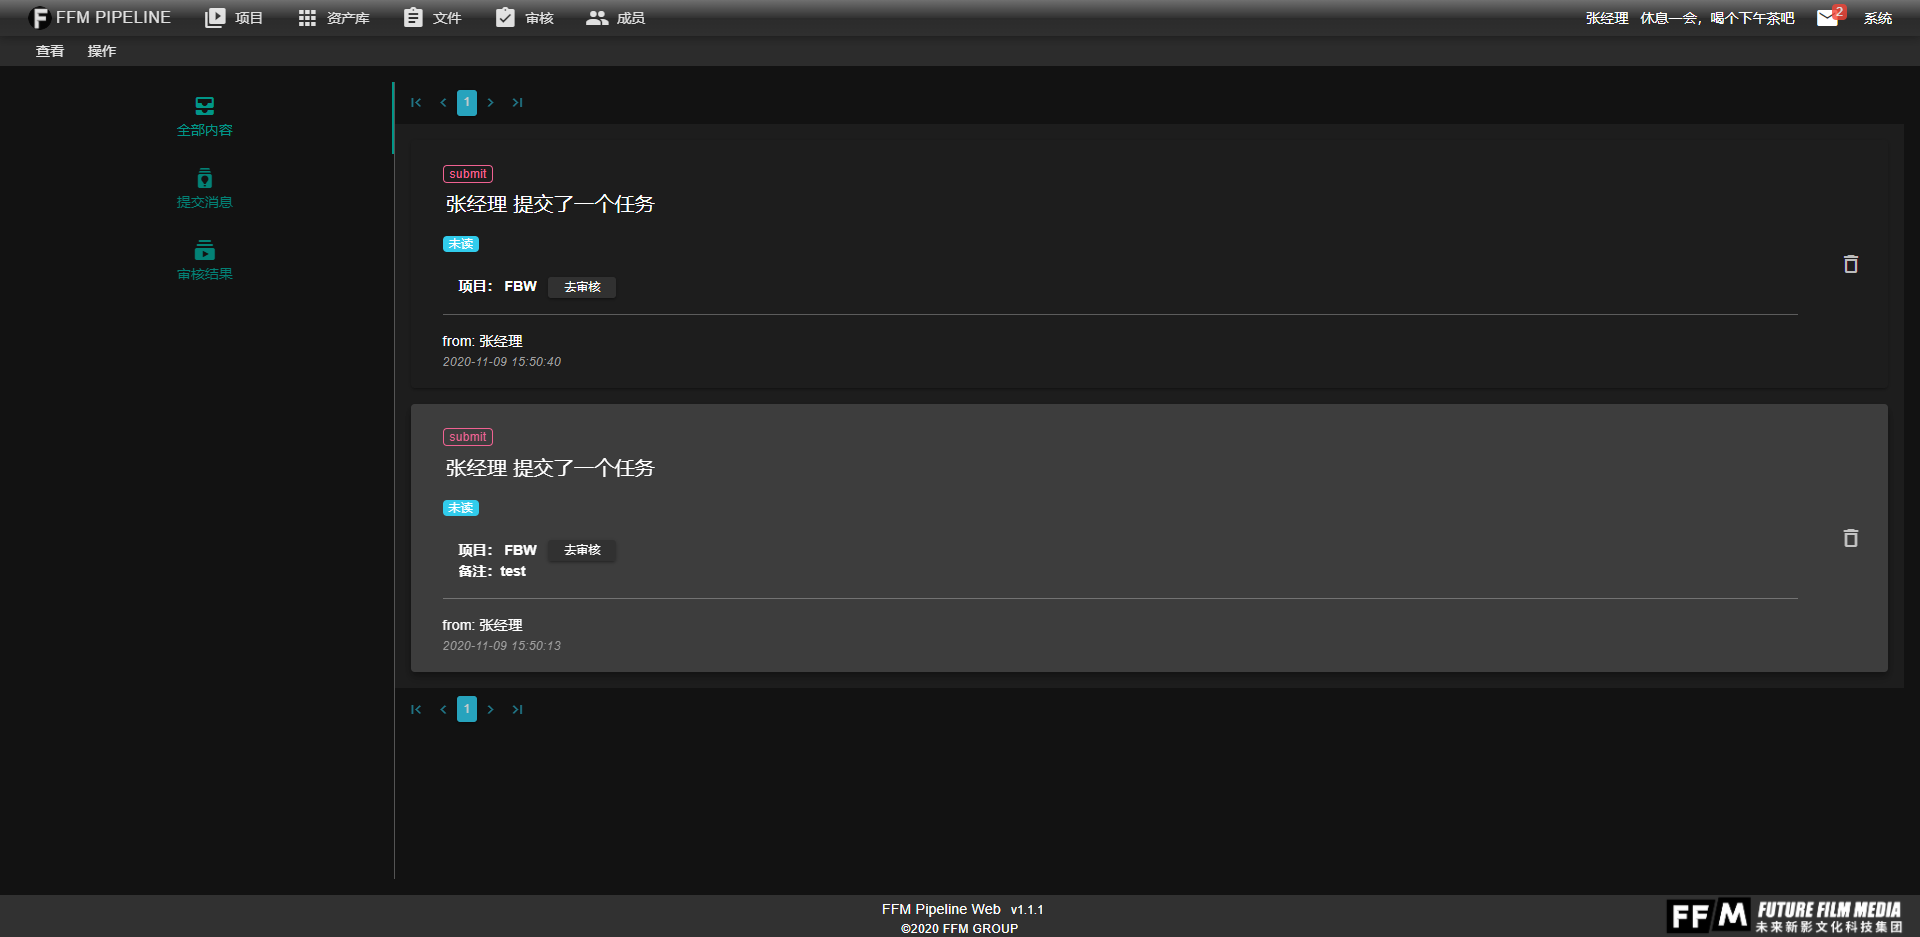 FFM PIPELINE 项目 资产库 文件 审核 成员 张经理 休息一会，喝个下午茶吧 2 系统
查看 操作
全部内容
提交消息
审核结果
1
submit
张经理 提交了一个任务
未读
项目： FBW 去审核
from: 张经理
2020-11-09 15:50:40
submit
张经理 提交了一个任务
未读
项目： FBW 去审核
备注：test
from: 张经理
2020-11-09 15:50:13
1
FFM Pipeline Web v1.1.1
©2020 FFM GROUP
FFM FUTURE FILM MEDIA
未来新影文化科技集团